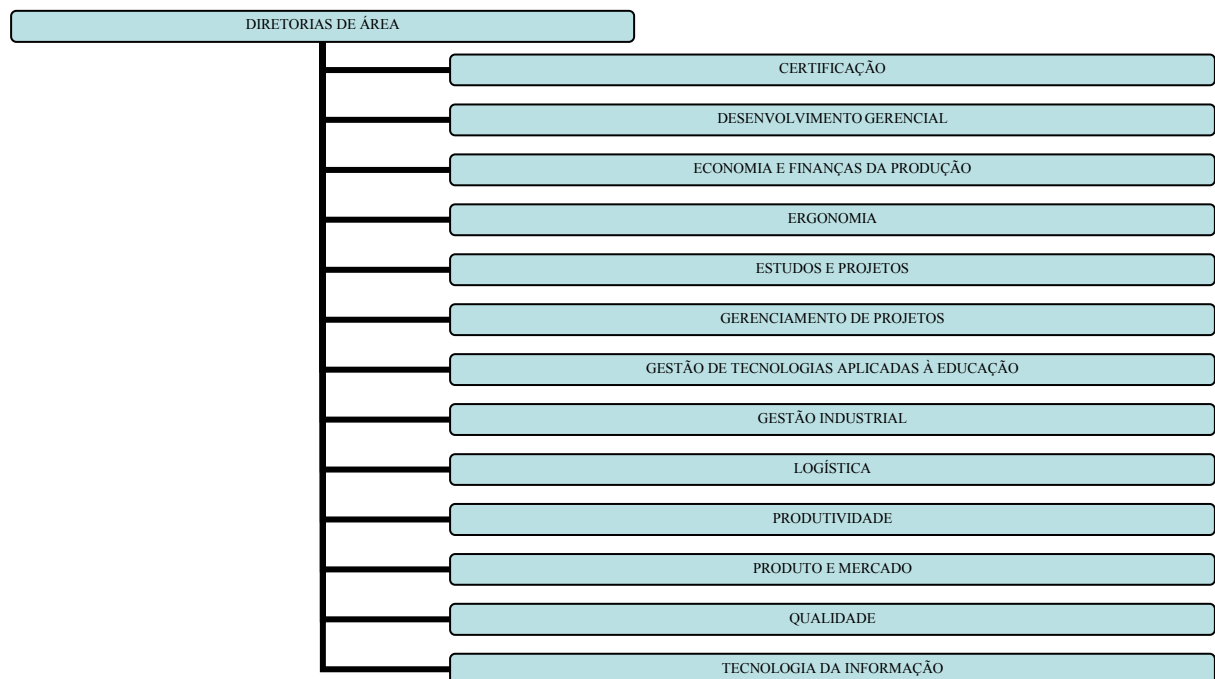 DIRETORIAS DE ÁREA
CERTIFICAÇÃO
DESENVOLVIMENTO GERENCIAL
ECONOMIA E FINANÇAS DA PRODUÇÃO
ERGONOMIA
ESTUDOS E PROJETOS
GERENCIAMENTO DE PROJETOS
GESTÃO DE TECNOLOGIAS APLICADAS À EDUCAÇÃO
GESTÃO INDUSTRIAL
LOGÍSTICA
PRODUTIVIDADE
PRODUTO E MERCADO
QUALIDADE
TECNOLOGIA DA INFORMAÇÃO